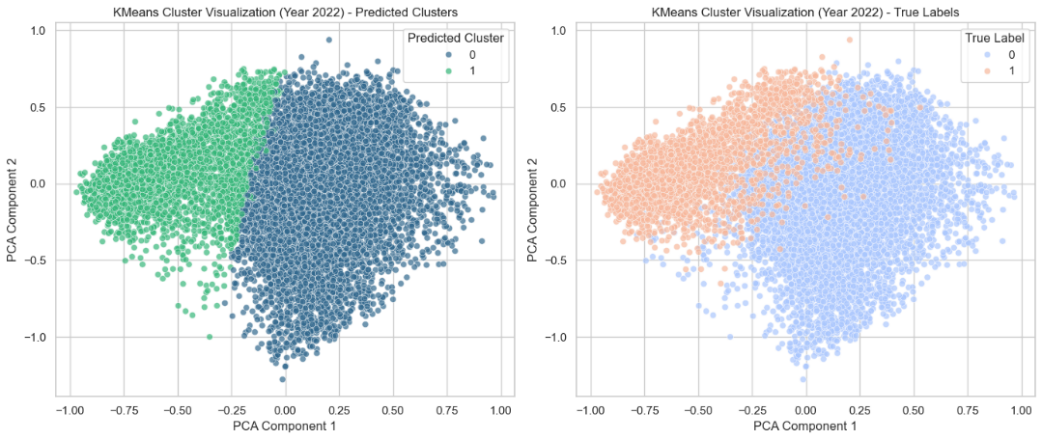 KMeans Cluster Visualization (Year 2022) - Predicted Clusters
Predicted Cluster
0
1
1.0
0.5
0.0
−0.5
−1.0
PCA Component 2
−1.00 −0.75 −0.50 −0.25 0.00 0.25 0.50 0.75 1.00
PCA Component 1
KMeans Cluster Visualization (Year 2022) - True Labels
True Label
0
1
1.0
0.5
0.0
−0.5
−1.0
PCA Component 2
−1.00 −0.75 −0.50 −0.25 0.00 0.25 0.50 0.75 1.00
PCA Component 1